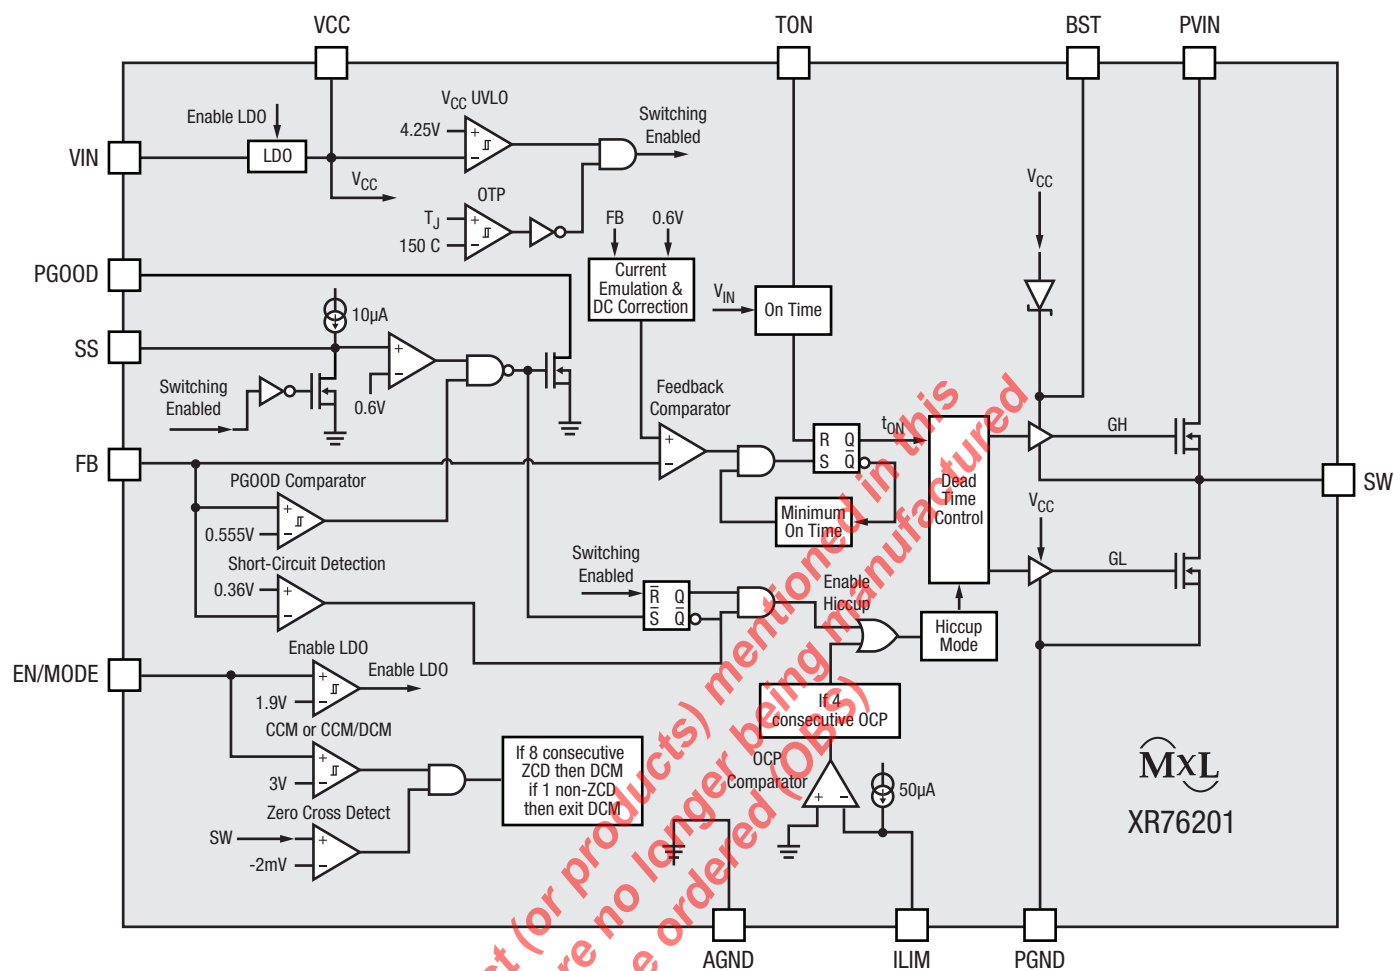 VCC
TON
BST
PVIN
Enable LDO
VCC UVLO
4.25V
Switching
Enabled
VIN
LDO
VCC
OTP
TJ
150 C
FB
0.6V
VCC
PGOOD
Current
Emulation &
DC Correction
VIN
On Time
10µA
SS
Switching
Enabled
0.6V
Feedback
Comparator
tON
R Q
S Q̅
GH
FB
PGOOD Comparator
0.555V
Minimum
On Time
Dead
Time
Control
SW
VCC
Short-Circuit Detection
0.36V
Switching
Enabled
R̅ Q
S̅ Q̅
Enable
Hiccup
GL
Hiccup
Mode
EN/MODE
Enable LDO
Enable LDO
1.9V
CCM or CCM/DCM
3V
If 8 consecutive
ZCD then DCM
if 1 non-ZCD
then exit DCM
If 4
consecutive OCP
OCP
Comparator
50µA
Zero Cross Detect
SW
-2mV
MxL
XR76201
AGND
ILIM
PGND
st (or products) mentioned in this
re no longer being manufactured
e ordered (OBS)